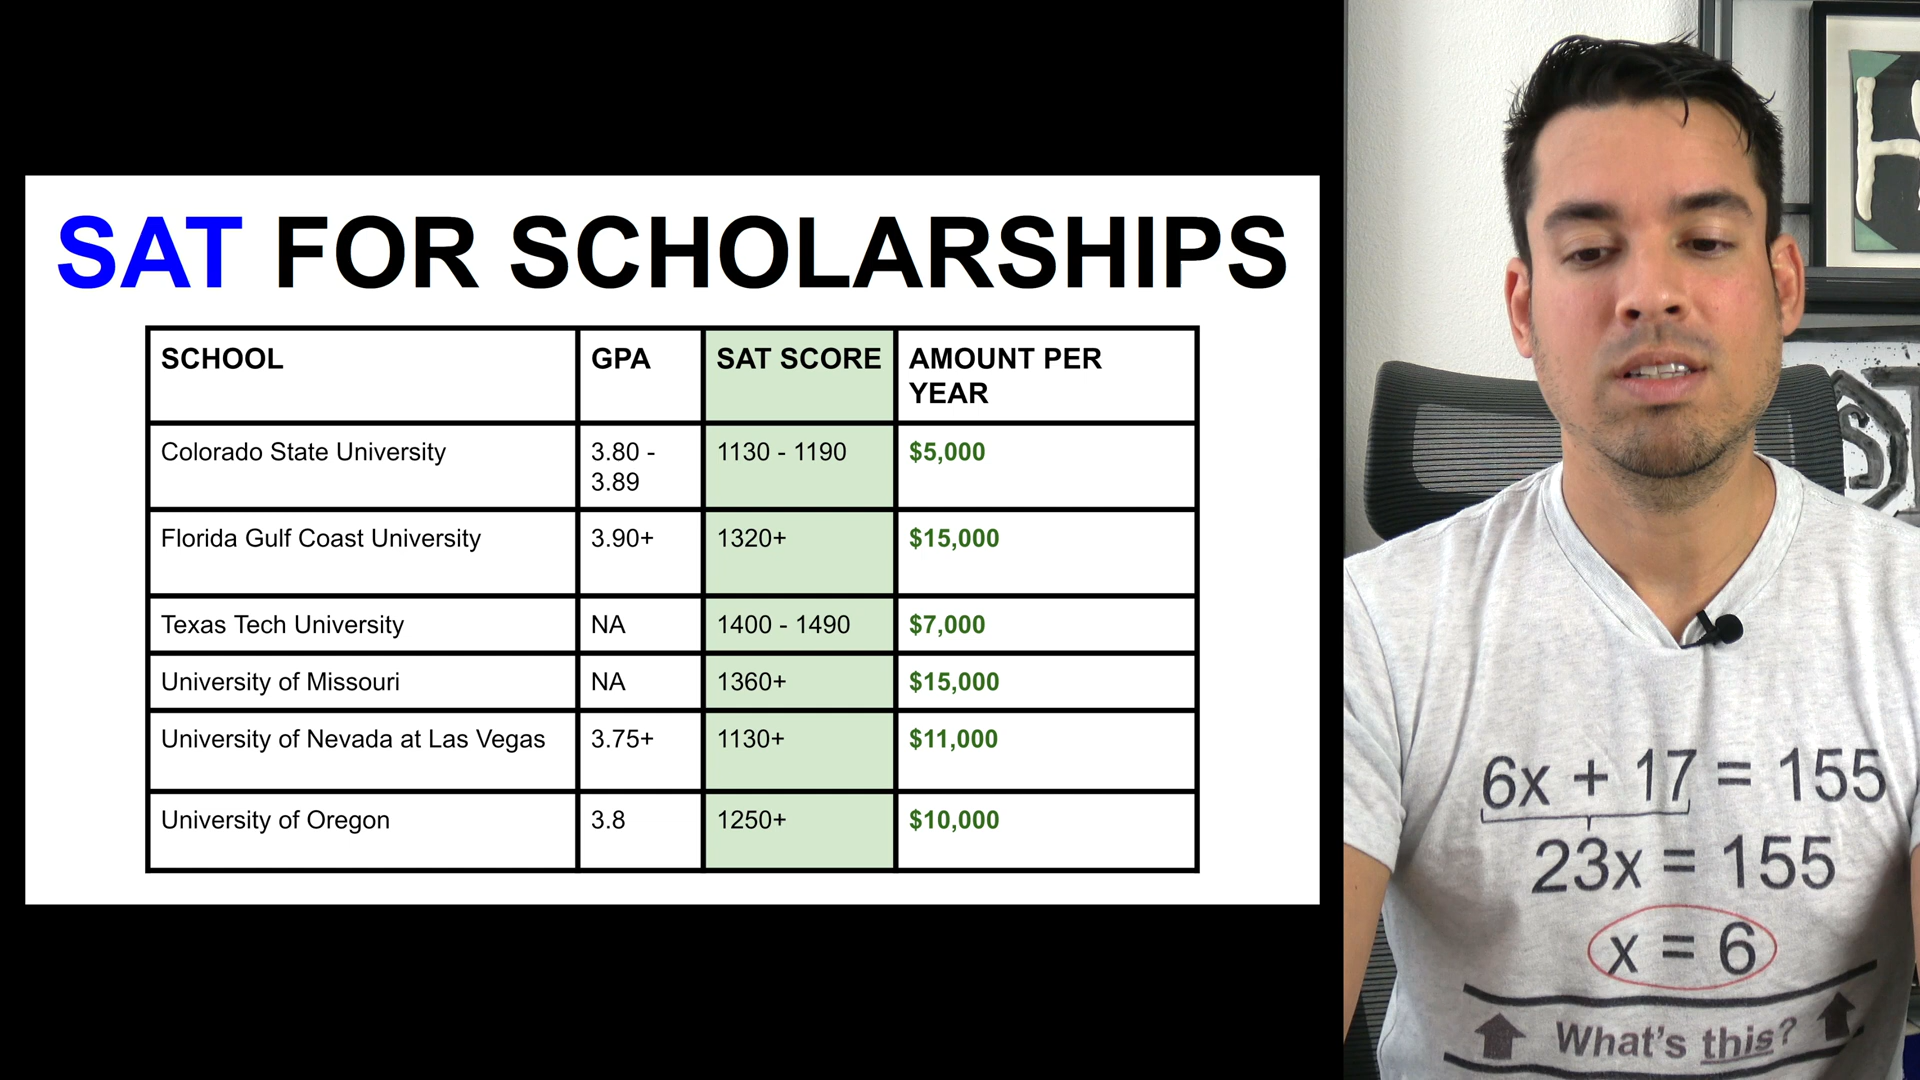 SAT FOR SCHOLARSHIPS
SCHOOL GPA SAT SCORE AMOUNT PER
YEAR
Colorado State University 3.80 - 1130 - 1190 $5,000
3.89
Florida Gulf Coast University 3.90+ 1320+ $15,000
Texas Tech University NA 1400 - 1490 $7,000
University of Missouri NA 1360+ $15,000
University of Nevada at Las Vegas 3.75+ 1130+ $11,000
University of Oregon 3.8 1250+ $10,000
6x + 17 = 155
23x = 155
x = 6
What's this?